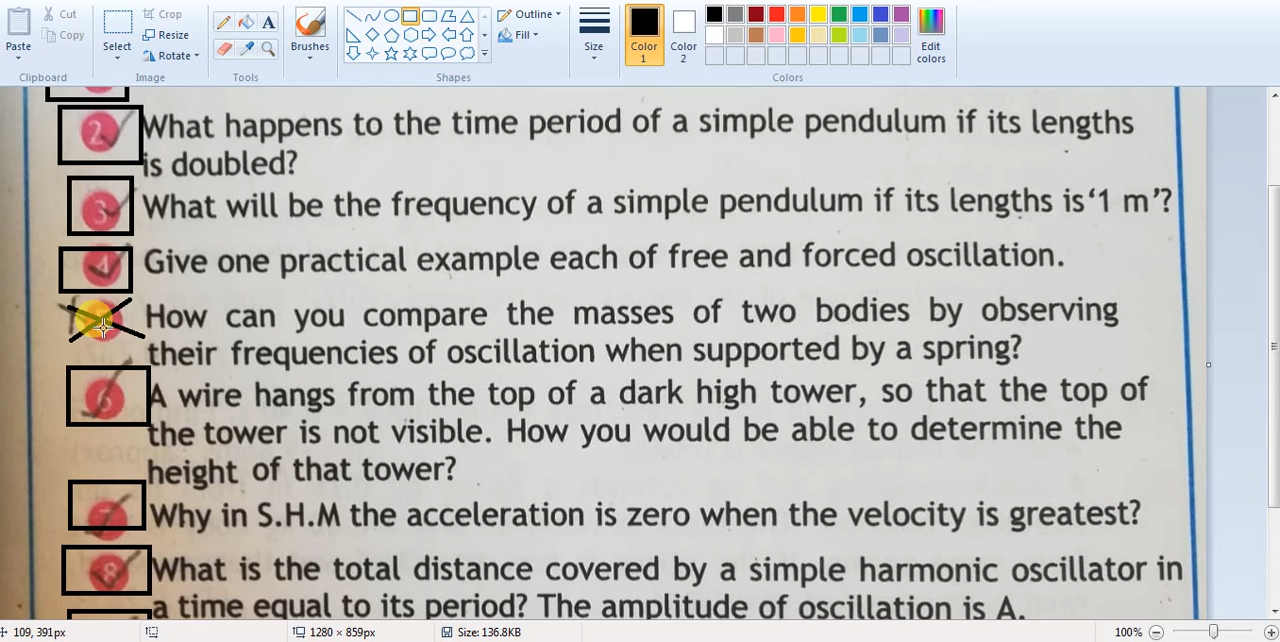 Paste
Cut
Copy
Clipboard
Select
Crop
Resize
Rotate
Image
A
Tools
Brushes
Outline
Fill
Shapes
Size
Color 1
Color 2
Edit colors
Colors
2 What happens to the time period of a simple pendulum if its lengths
is doubled?
3 What will be the frequency of a simple pendulum if its lengths is‘1 m’?
4 Give one practical example each of free and forced oscillation.
How can you compare the masses of two bodies by observing
their frequencies of oscillation when supported by a spring?
6 A wire hangs from the top of a dark high tower, so that the top of
the tower is not visible. How you would be able to determine the
height of that tower?
7 Why in S.H.M the acceleration is zero when the velocity is greatest?
8 What is the total distance covered by a simple harmonic oscillator in
a time equal to its period? The amplitude of oscillation is A.
109, 391px
1280 × 859px
Size: 136.8KB
100%